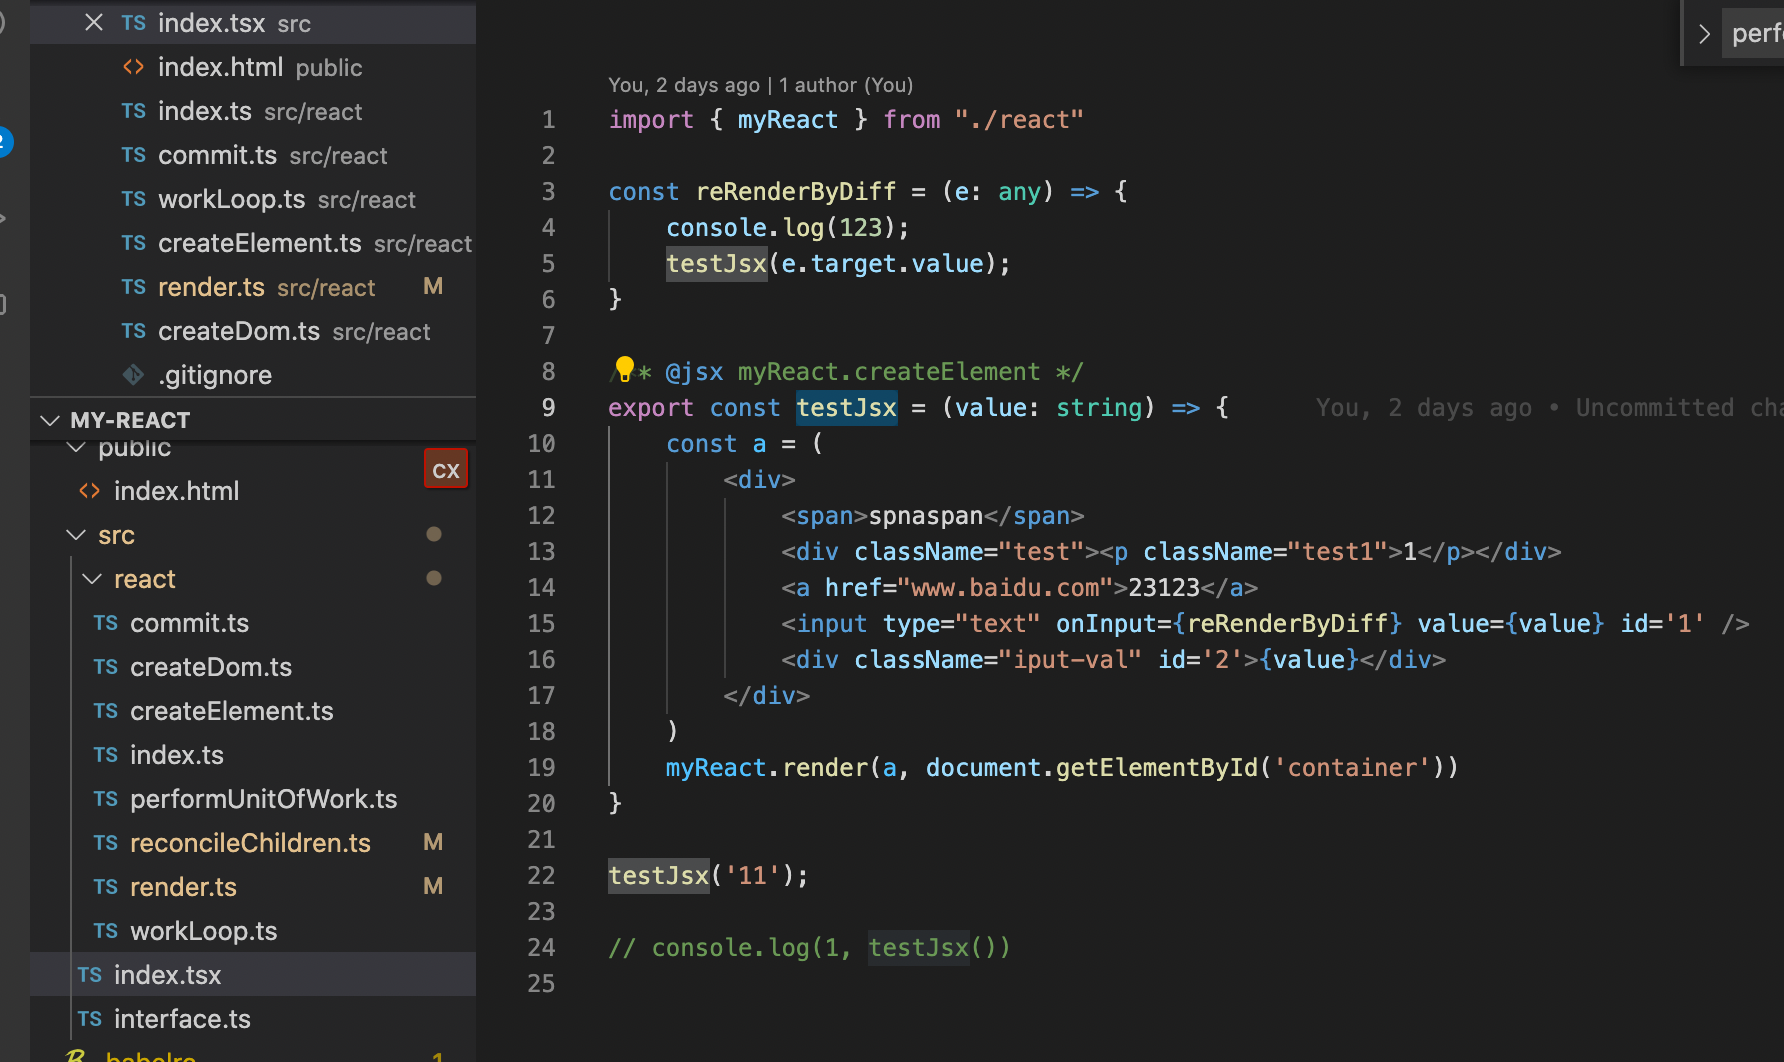 TS index.tsx src
index.html public
TS index.ts src/react
TS commit.ts src/react
TS workLoop.ts src/react
TS createElement.ts src/react
TS render.ts src/react M
TS createDom.ts src/react
.gitignore
MY-REACT
public
CX
index.html
src
react
TS commit.ts
TS createDom.ts
TS createElement.ts
TS index.ts
TS performUnitOfWork.ts
TS reconcileChildren.ts M
TS render.ts M
TS workLoop.ts
TS index.tsx
TS interface.ts
2
You, 2 days ago | 1 author (You)
1 import { myReact } from "./react"
2
3 const reRenderByDiff = (e: any) => {
4 console.log(123);
5 testJsx(e.target.value);
6 }
7
8 * @jsx myReact.createElement */
9 export const testJsx = (value: string) => { You, 2 days ago • Uncommitted cha
10 const a = (
11 <div>
12 <span>spnaspan</span>
13 <div className="test"><p className="test1">1</p></div>
14 <a href="www.baidu.com">23123</a>
15 <input type="text" onInput={reRenderByDiff} value={value} id='1' />
16 <div className="iput-val" id='2'>{value}</div>
17 </div>
18 )
19 myReact.render(a, document.getElementById('container'))
20 }
21
22 testJsx('11');
23
24 // console.log(1, testJsx())
25
perf